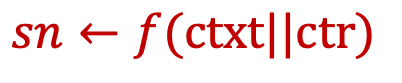 sn ← f(ctxt||ctr)